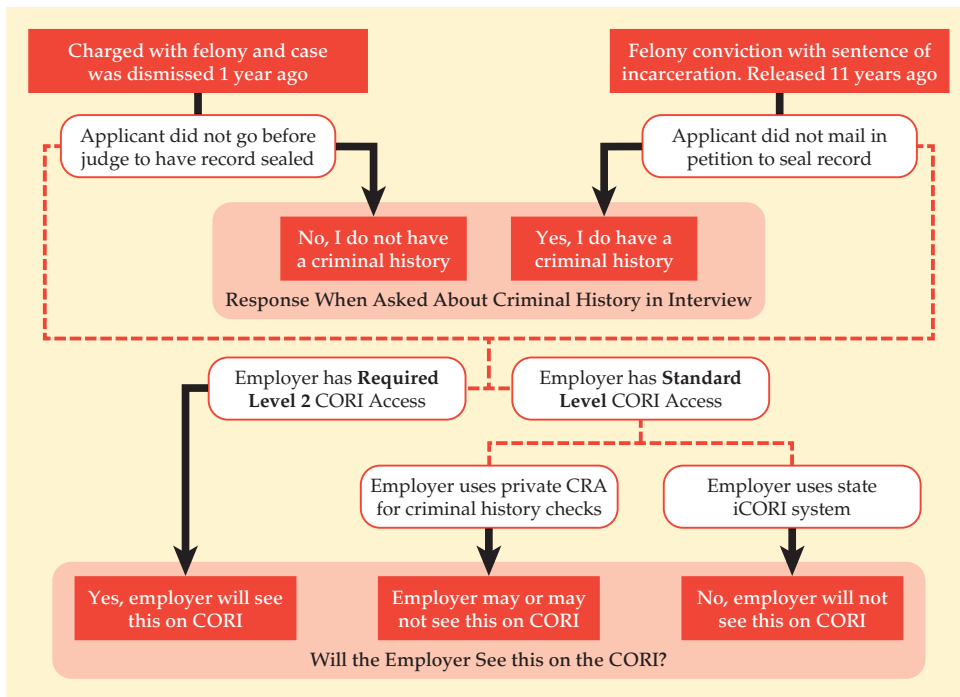 Charged with felony and case
was dismissed 1 year ago
Felony conviction with sentence of
incarceration. Released 11 years ago
Applicant did not go before
judge to have record sealed
Applicant did not mail in
petition to seal record
No, I do not have
a criminal history
Yes, I do have a
criminal history
Response When Asked About Criminal History in Interview
Employer has Required
Level 2 CORI Access
Employer has Standard
Level CORI Access
Employer uses private CRA
for criminal history checks
Employer uses state
iCORI system
Yes, employer will see
this on CORI
Employer may or may
not see this on CORI
No, employer will not
see this on CORI
Will the Employer See this on the CORI?